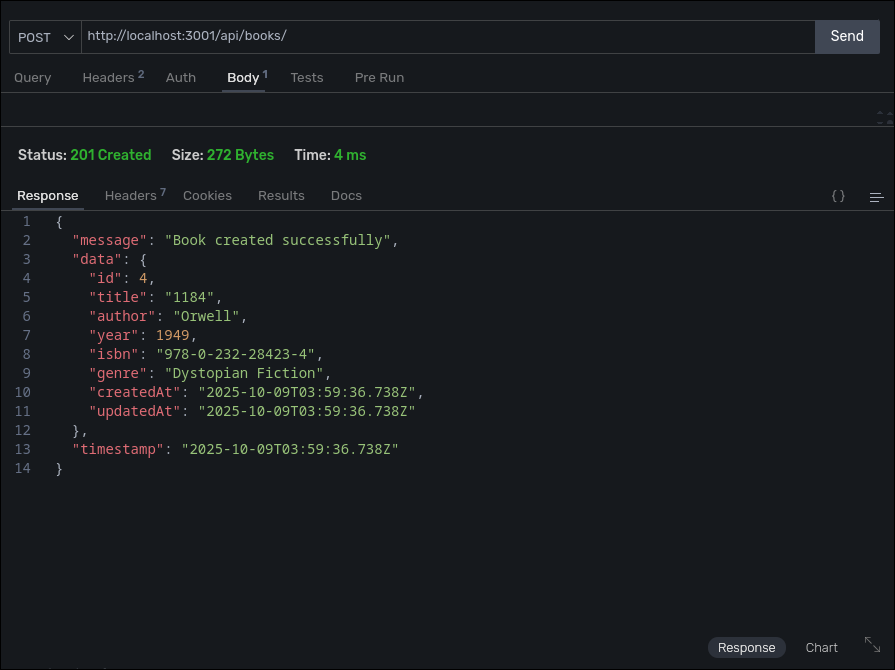 POST http://localhost:3001/api/books/ Send
Query Headers 2 Auth Body 1 Tests Pre Run
Status: 201 Created Size: 272 Bytes Time: 4 ms
Response Headers 7 Cookies Results Docs {}
1 {
2 "message": "Book created successfully",
3 "data": {
4 "id": 4,
5 "title": "1184",
6 "author": "Orwell",
7 "year": 1949,
8 "isbn": "978-0-232-28423-4",
9 "genre": "Dystopian Fiction",
10 "createdAt": "2025-10-09T03:59:36.738Z",
11 "updatedAt": "2025-10-09T03:59:36.738Z"
12 },
13 "timestamp": "2025-10-09T03:59:36.738Z"
14 }
Response Chart